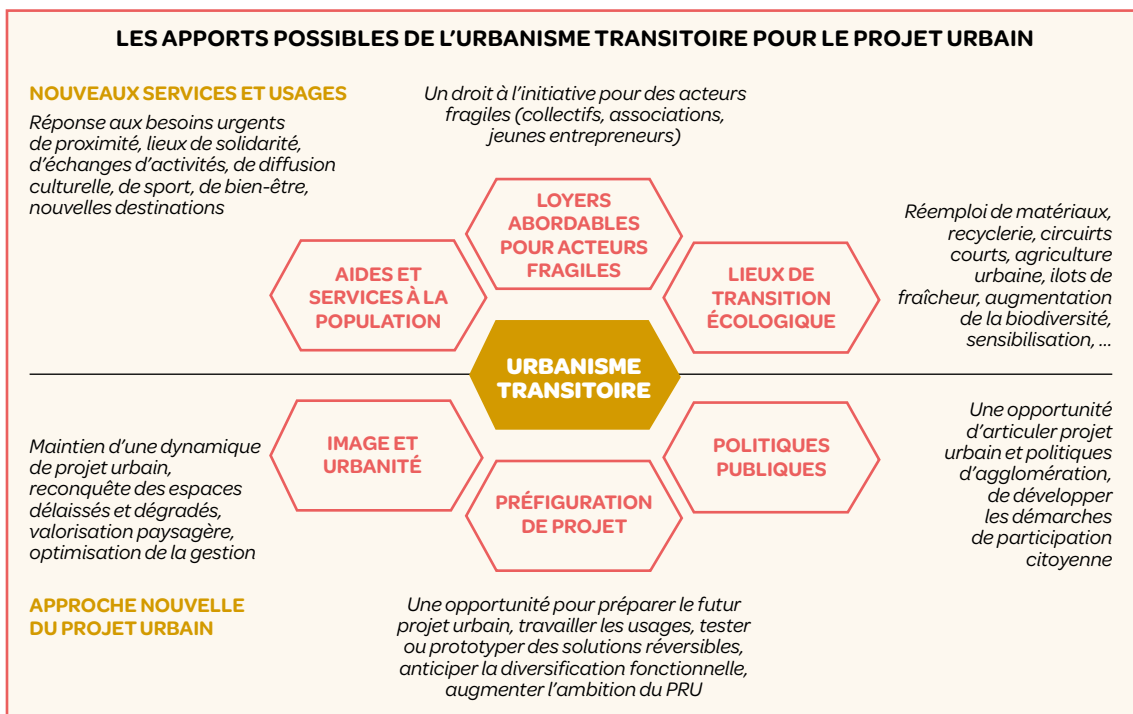 LES APPORTS POSSIBLES DE L'URBANISME TRANSITOIRE POUR LE PROJET URBAIN
NOUVEAUX SERVICES ET USAGES
Réponse aux besoins urgents
de proximité, lieux de solidarité,
d'échanges d'activités, de diffusion
culturelle, de sport, de bien-être,
nouvelles destinations
Un droit à l'initiative pour des acteurs
fragiles (collectifs, associations,
jeunes entrepreneurs)
AIDES ET
SERVICES À LA
POPULATION
LOYERS
ABORDABLES
POUR ACTEURS
FRAGILES
LIEUX DE
TRANSITION
ÉCOLOGIQUE
Réemploi de matériaux,
recyclerie, circuirts
courts, agriculture
urbaine, ilots de
fraîcheur, augmentation
de la biodiversité,
sensibilisation, ...
URBANISME
TRANSITOIRE
Maintien d'une dynamique
de projet urbain,
reconquête des espaces
délaissés et dégradés,
valorisation paysagère,
optimisation de la gestion
IMAGE ET
URBANITÉ
PRÉFIGURATION
DE PROJET
POLITIQUES
PUBLIQUES
Une opportunité
d'articuler projet
urbain et politiques
d'agglomération,
de développer
les démarches
de participation
citoyenne
APPROCHE NOUVELLE
DU PROJET URBAIN
Une opportunité pour préparer le futur
projet urbain, travailler les usages, tester
ou prototyper des solutions réversibles,
anticiper la diversification fonctionnelle,
augmenter l'ambition du PRU